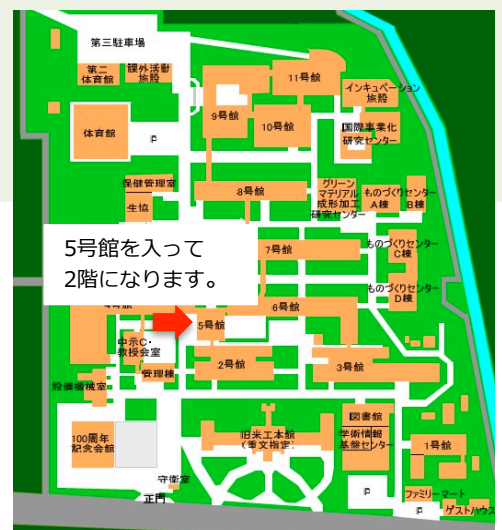 第三駐車場
第二
体育館
課外活動
施設
11号館
インキュベーション
施設
9号館
10号館
体育館
P
国際事業化
研究センター
保健管理室
8号館
グリーン
マテリアル
成形加工
研究センター
ものづくりセンター
A棟
B棟
生協
5号館を入って
2階になります。
7号館
ものづくりセンター
C棟
ものづくりセンター
D棟
6号館
5号館
中示C・
教授会室
2号館
3号館
管理棟
設備機械室
図書館
100周年
記念会館
旧米工本館
(重文指定)
学術情報
基盤センター
1号館
守衛室
正門
P
P
ファミリーマート
ゲストハウス